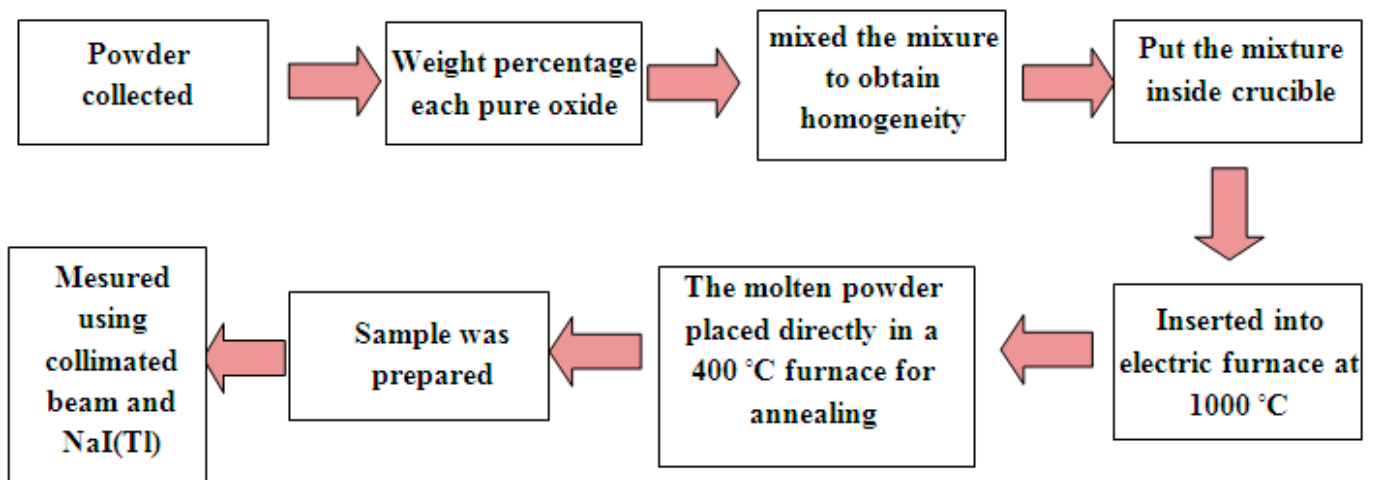 Powder
collected
Weight percentage
each pure oxide
mixed the mixure
to obtain
homogeneity
Put the mixture
inside crucible
Inserted into
electric furnace at
1000 °C
The molten powder
placed directly in a
400 °C furnace for
annealing
Sample was
prepared
Mesured
using
collimated
beam and
NaI(Tl)